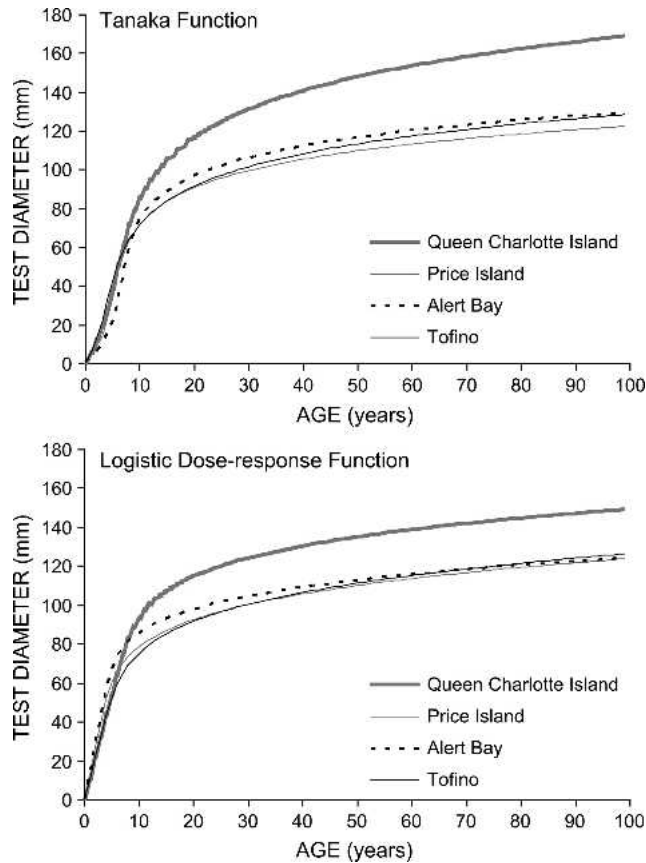 Tanaka Function
TEST DIAMETER (mm)
180
160
140
120
100
80
60
40
20
0
Queen Charlotte Island
Price Island
Alert Bay
Tofino
0 10 20 30 40 50 60 70 80 90 100
AGE (years)
Logistic Dose-response Function
TEST DIAMETER (mm)
180
160
140
120
100
80
60
40
20
0
Queen Charlotte Island
Price Island
Alert Bay
Tofino
0 10 20 30 40 50 60 70 80 90 100
AGE (years)